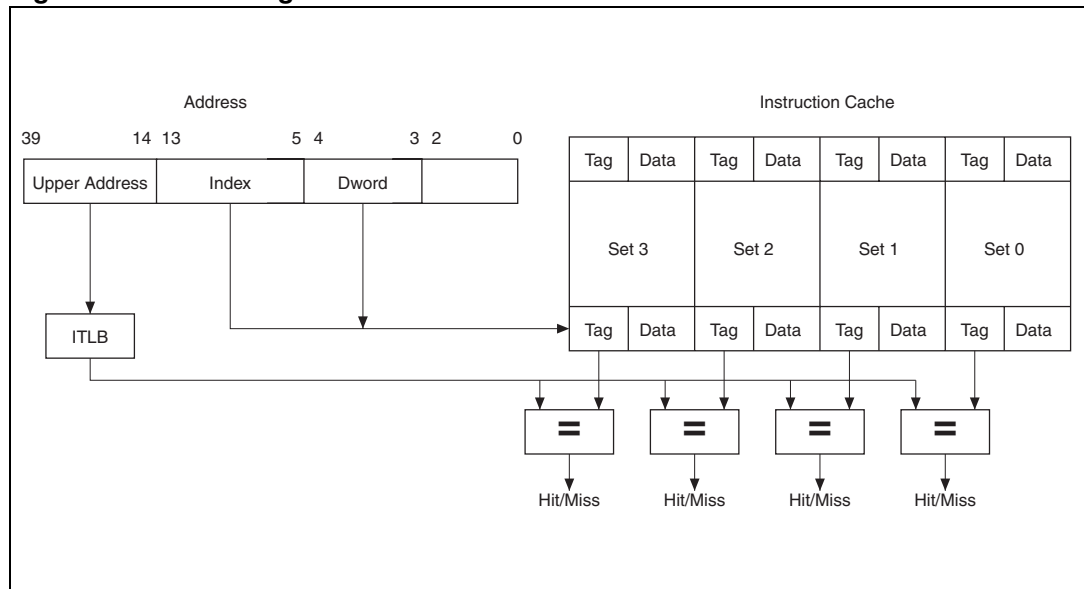 Address
Instruction Cache
39 14 13 5 4 3 2 0
Upper Address Index Dword
Tag Data Tag Data Tag Data Tag Data
Set 3 Set 2 Set 1 Set 0
Tag Data Tag Data Tag Data Tag Data
ITLB
= = = =
Hit/Miss Hit/Miss Hit/Miss Hit/Miss